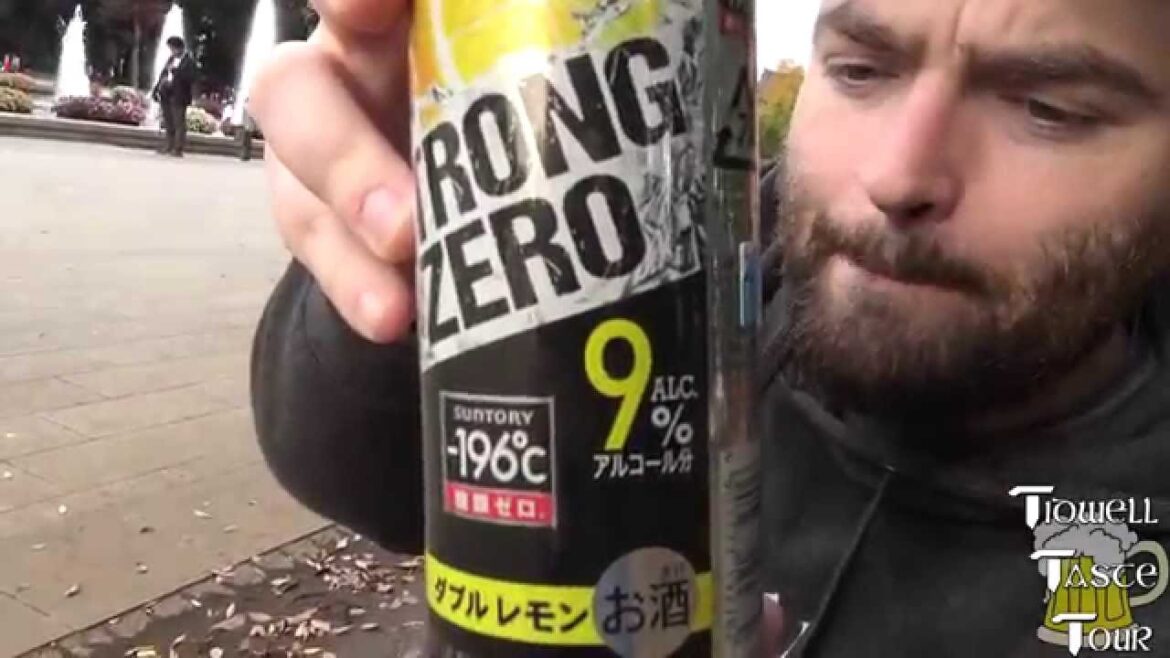 TRONG
ZERO
9 ALC.
%
アルコール分
SUNTORY
-196℃
糖類ゼロ。
ダブルレモン
お酒
Tidwell
Taste
Tour